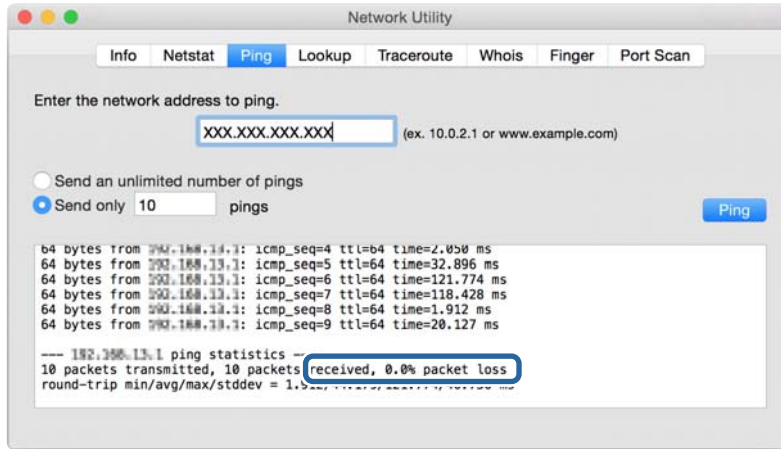 Network Utility
Info Netstat Ping Lookup Traceroute Whois Finger Port Scan
Enter the network address to ping.
XXX.XXX.XXX.XXX (ex. 10.0.2.1 or www.example.com)
Send an unlimited number of pings
Send only 10 pings
Ping
64 bytes from icmp_seq=4 ttl=64 time=2.050 ms
64 bytes from icmp_seq=5 ttl=64 time=32.896 ms
64 bytes from icmp_seq=6 ttl=64 time=121.774 ms
64 bytes from icmp_seq=7 ttl=64 time=118.428 ms
64 bytes from icmp_seq=8 ttl=64 time=1.912 ms
64 bytes from icmp_seq=9 ttl=64 time=20.127 ms
--- ping statistics ---
10 packets transmitted, 10 packets received, 0.0% packet loss
round-trip min/avg/max/stddev = ms